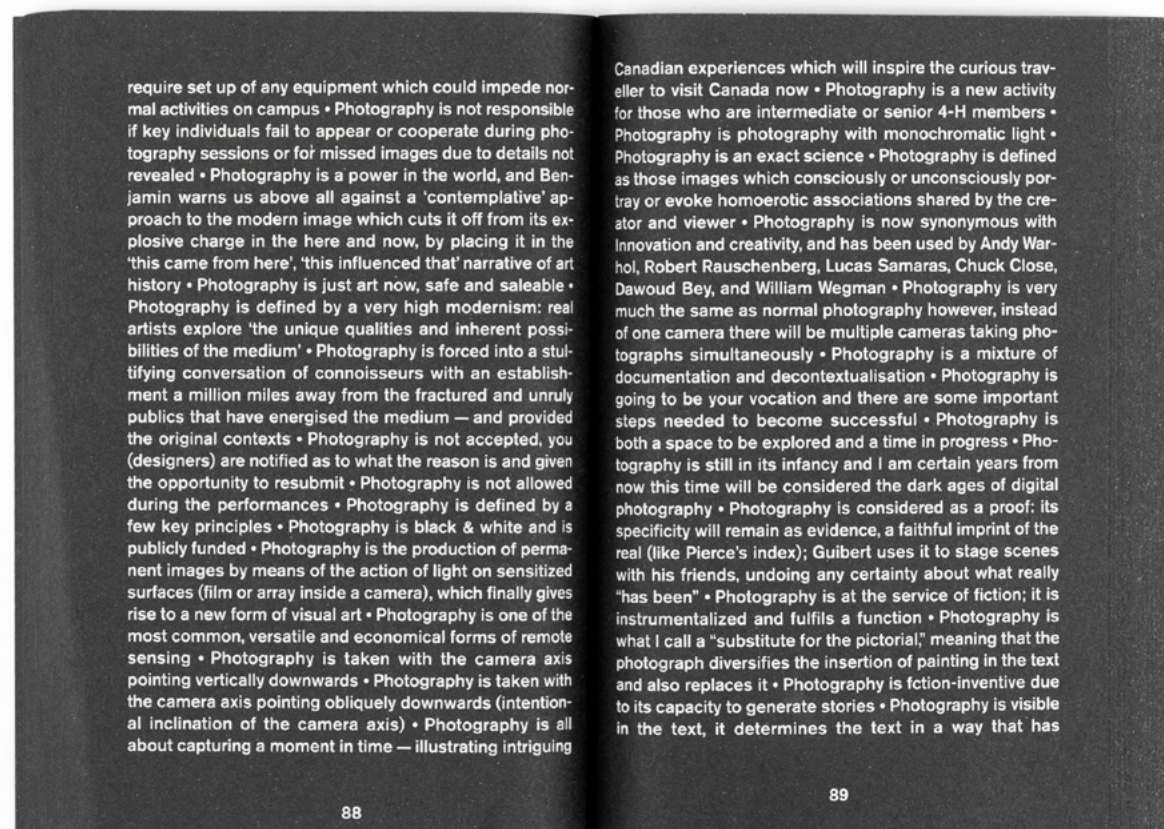 require set up of any equipment which could impede nor-
mal activities on campus • Photography is not responsible
if key individuals fail to appear or cooperate during pho-
tography sessions or for missed images due to details not
revealed • Photography is a power in the world, and Ben-
jamin warns us above all against a ‘contemplative’ ap-
proach to the modern image which cuts it off from its ex-
plosive charge in the here and now, by placing it in the
‘this came from here’, ‘this influenced that’ narrative of art
history • Photography is just art now, safe and saleable •
Photography is defined by a very high modernism: real
artists explore ‘the unique qualities and inherent possi-
bilities of the medium’ • Photography is forced into a stul-
tifying conversation of connoisseurs with an establish-
ment a million miles away from the fractured and unruly
publics that have energised the medium — and provided
the original contexts • Photography is not accepted, you
(designers) are notified as to what the reason is and given
the opportunity to resubmit • Photography is not allowed
during the performances • Photography is defined by a
few key principles • Photography is black & white and is
publicly funded • Photography is the production of perma-
nent images by means of the action of light on sensitized
surfaces (film or array inside a camera), which finally gives
rise to a new form of visual art • Photography is one of the
most common, versatile and economical forms of remote
sensing • Photography is taken with the camera axis
pointing vertically downwards • Photography is taken with
the camera axis pointing obliquely downwards (intention-
al inclination of the camera axis) • Photography is all
about capturing a moment in time — illustrating intriguing
88
Canadian experiences which will inspire the curious trav-
eller to visit Canada now • Photography is a new activity
for those who are intermediate or senior 4-H members •
Photography is photography with monochromatic light •
Photography is an exact science • Photography is defined
as those images which consciously or unconsciously por-
tray or evoke homoerotic associations shared by the cre-
ator and viewer • Photography is now synonymous with
Innovation and creativity, and has been used by Andy War-
hol, Robert Rauschenberg, Lucas Samaras, Chuck Close,
Dawoud Bey, and William Wegman • Photography is very
much the same as normal photography however, instead
of one camera there will be multiple cameras taking pho-
tographs simultaneously • Photography is a mixture of
documentation and decontextualisation • Photography is
going to be your vocation and there are some important
steps needed to become successful • Photography is
both a space to be explored and a time in progress • Pho-
tography is still in its infancy and I am certain years from
now this time will be considered the dark ages of digital
photography • Photography is considered as a proof: its
specificity will remain as evidence, a faithful imprint of the
real (like Pierce’s index); Guibert uses it to stage scenes
with his friends, undoing any certainty about what really
“has been” • Photography is at the service of fiction; it is
instrumentalized and fulfils a function • Photography is
what I call a “substitute for the pictorial,” meaning that the
photograph diversifies the insertion of painting in the text
and also replaces it • Photography is fction-inventive due
to its capacity to generate stories • Photography is visible
in the text, it determines the text in a way that has
89